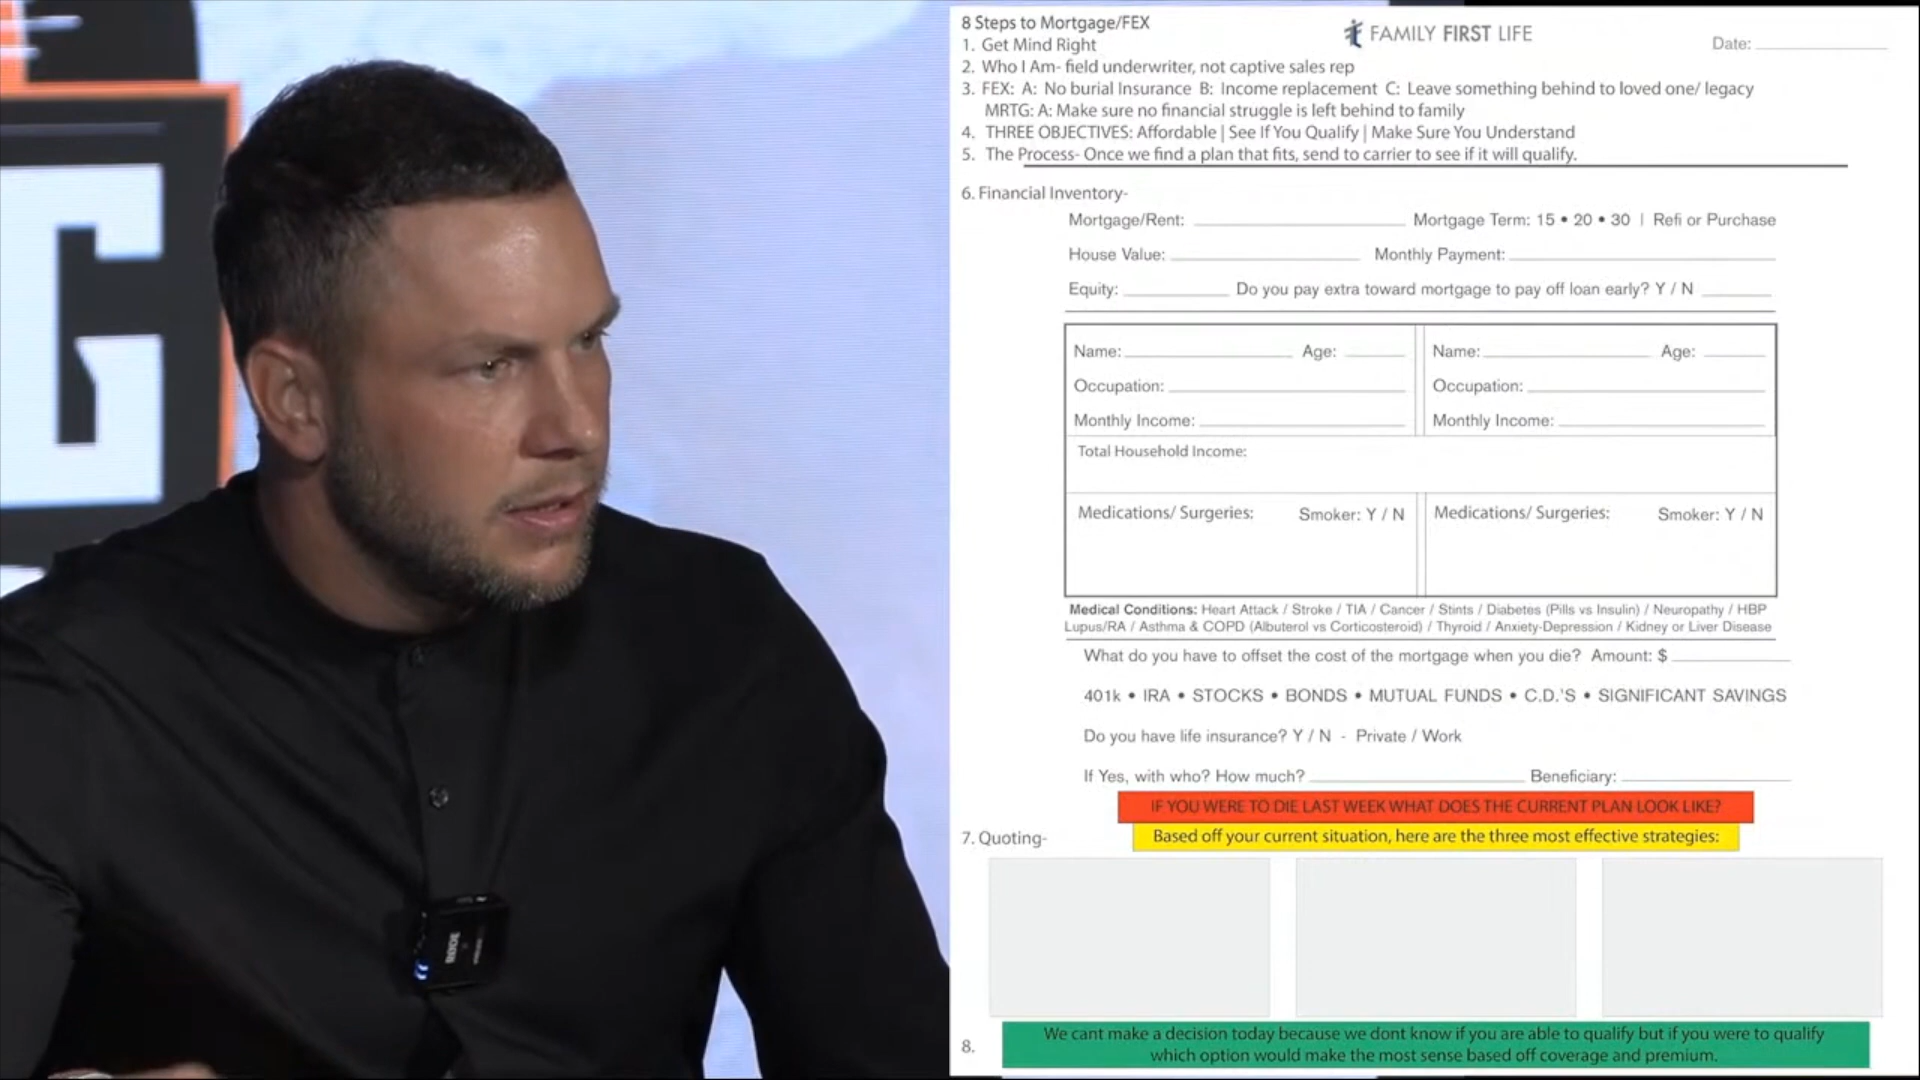 8 Steps to Mortgage/FEX
FAMILY FIRST LIFE
Date:
1. Get Mind Right
2. Who I Am- field underwriter, not captive sales rep
3. FEX: A: No burial Insurance B: Income replacement C: Leave something behind to loved one/ legacy
MRTG: A: Make sure no financial struggle is left behind to family
4. THREE OBJECTIVES: Affordable | See If You Qualify | Make Sure You Understand
5. The Process- Once we find a plan that fits, send to carrier to see if it will qualify.
6. Financial Inventory-
Mortgage/Rent: Mortgage Term: 15 • 20 • 30 | Refi or Purchase
House Value: Monthly Payment:
Equity: Do you pay extra toward mortgage to pay off loan early? Y / N
Name: Age: Name: Age:
Occupation: Occupation:
Monthly Income: Monthly Income:
Total Household Income:
Medications/ Surgeries: Smoker: Y / N Medications/ Surgeries: Smoker: Y / N
Medical Conditions: Heart Attack / Stroke / TIA / Cancer / Stints / Diabetes (Pills vs Insulin) / Neuropathy / HBP
Lupus/RA / Asthma & COPD (Albuterol vs Corticosteroid) / Thyroid / Anxiety-Depression / Kidney or Liver Disease
What do you have to offset the cost of the mortgage when you die? Amount: $
401k • IRA • STOCKS • BONDS • MUTUAL FUNDS • C.D.'S • SIGNIFICANT SAVINGS
Do you have life insurance? Y / N - Private / Work
If Yes, with who? How much? Beneficiary:
IF YOU WERE TO DIE LAST WEEK WHAT DOES THE CURRENT PLAN LOOK LIKE?
7. Quoting-
Based off your current situation, here are the three most effective strategies:
8.
We cant make a decision today because we dont know if you are able to qualify but if you were to qualify
which option would make the most sense based off coverage and premium.
G
RØDE